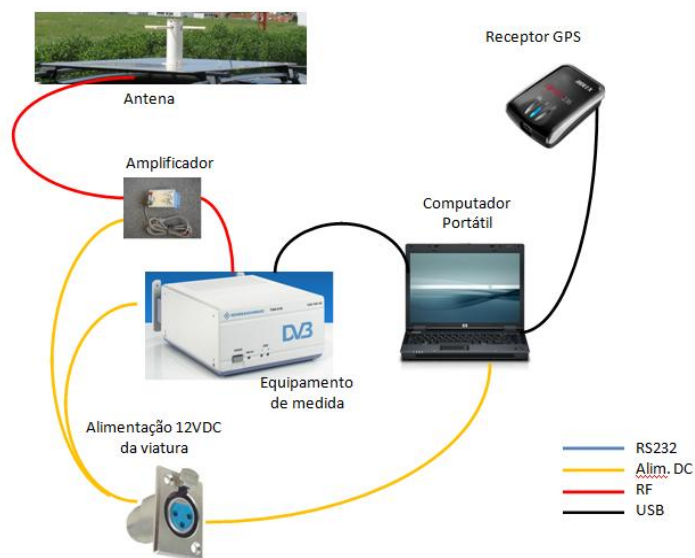 Receptor GPS
Antena
Amplificador
Computador
Portátil
DVB
Equipamento
de medida
Alimentação 12VDC
da viatura
RS232
Alim. DC
RF
USB